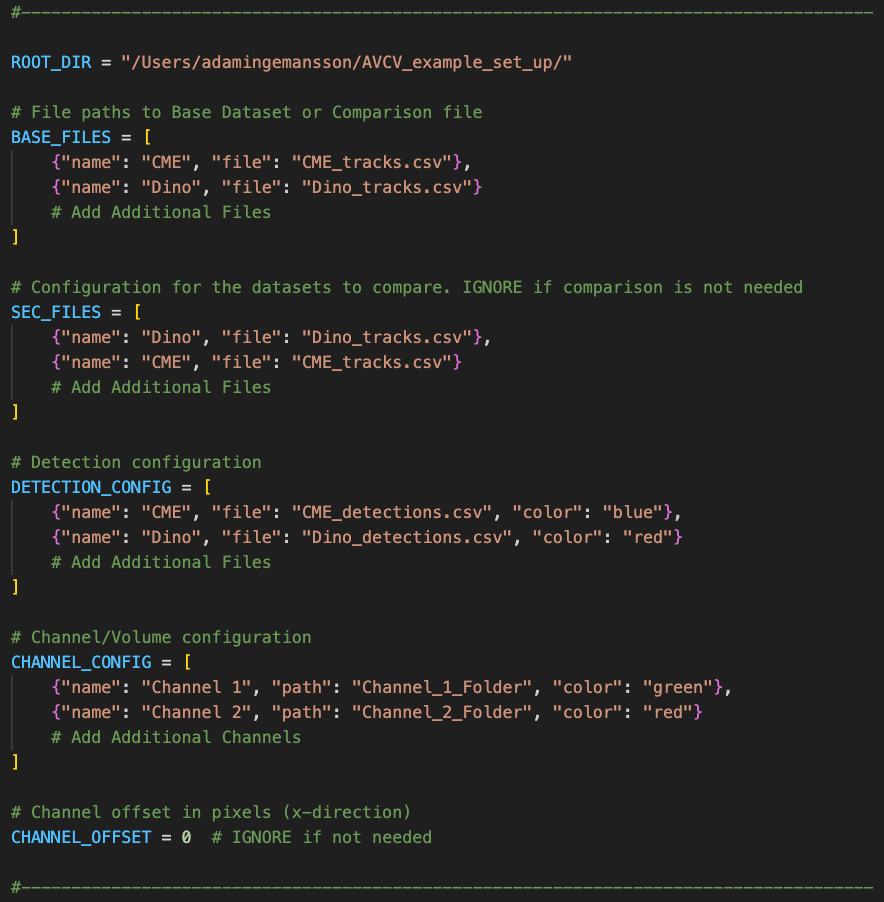 #-------------------------------------------------------------------------------------
ROOT_DIR = "/Users/adamingemansson/AVCV_example_set_up/"
# File paths to Base Dataset or Comparison file
BASE_FILES = [
    {"name": "CME", "file": "CME_tracks.csv"},
    {"name": "Dino", "file": "Dino_tracks.csv"}
    # Add Additional Files
]
# Configuration for the datasets to compare. IGNORE if comparison is not needed
SEC_FILES = [
    {"name": "Dino", "file": "Dino_tracks.csv"},
    {"name": "CME", "file": "CME_tracks.csv"}
    # Add Additional Files
]
# Detection configuration
DETECTION_CONFIG = [
    {"name": "CME", "file": "CME_detections.csv", "color": "blue"},
    {"name": "Dino", "file": "Dino_detections.csv", "color": "red"}
    # Add Additional Files
]
# Channel/Volume configuration
CHANNEL_CONFIG = [
    {"name": "Channel 1", "path": "Channel_1_Folder", "color": "green"},
    {"name": "Channel 2", "path": "Channel_2_Folder", "color": "red"}
    # Add Additional Channels
]
# Channel offset in pixels (x-direction)
CHANNEL_OFFSET = 0  # IGNORE if not needed
#-------------------------------------------------------------------------------------